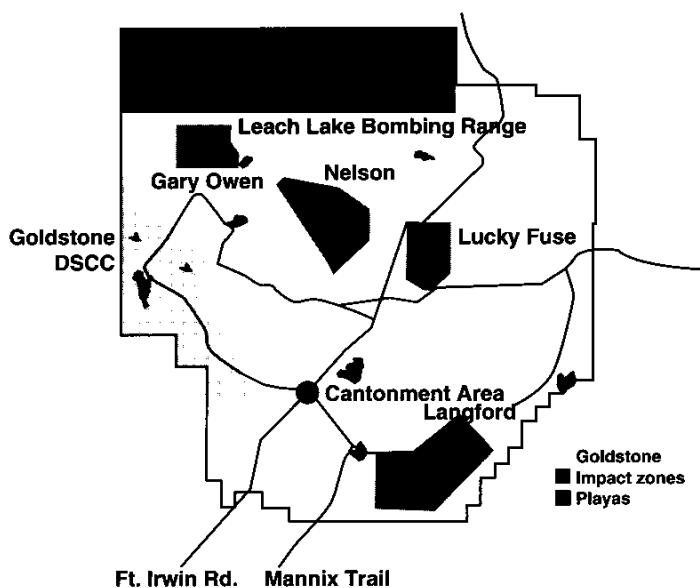 Leach Lake Bombing Range
Gary Owen
Nelson
Goldstone
DSCC
Lucky Fuse
Cantonment Area
Langford
Goldstone
Impact zones
Playas
Ft. Irwin Rd.
Mannix Trail